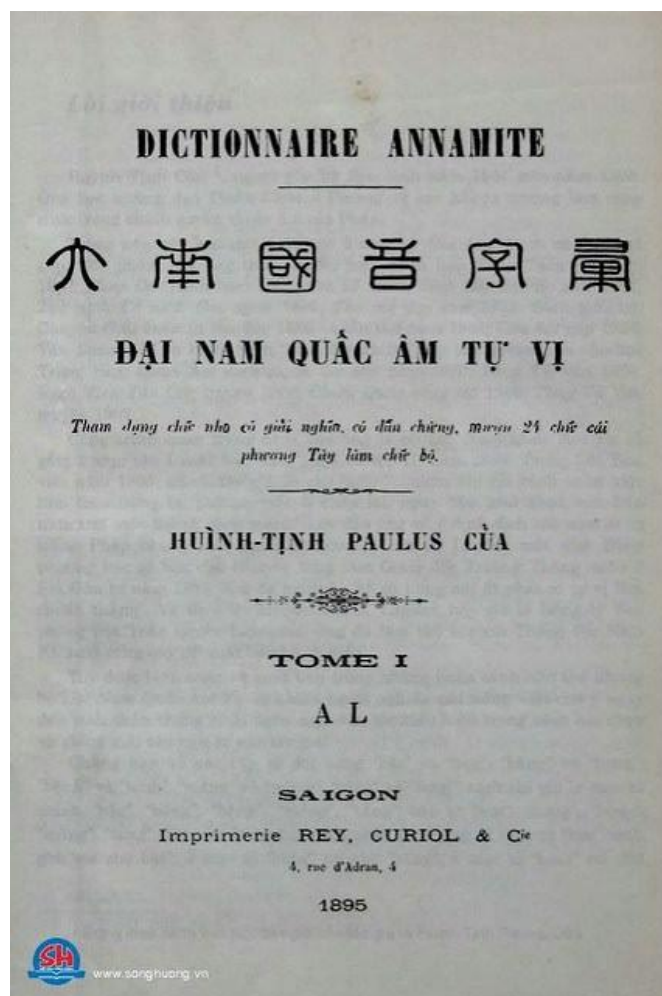 DICTIONNAIRE ANNAMITE
大南國音字彙
ĐẠI NAM QUẤC ÂM TỰ VỊ
Tham dụng chữ nho có giải nghĩa, có dẫn chứng, mượn 24 chữ cái
phương Tây làm chữ bộ.
HUÌNH-TỊNH PAULUS CỦA
TOME I
A L
SAIGON
Imprimerie REY, CURIOL & Cie
4, rue d'Adran, 4
1895
SH
www.songhuong.vn